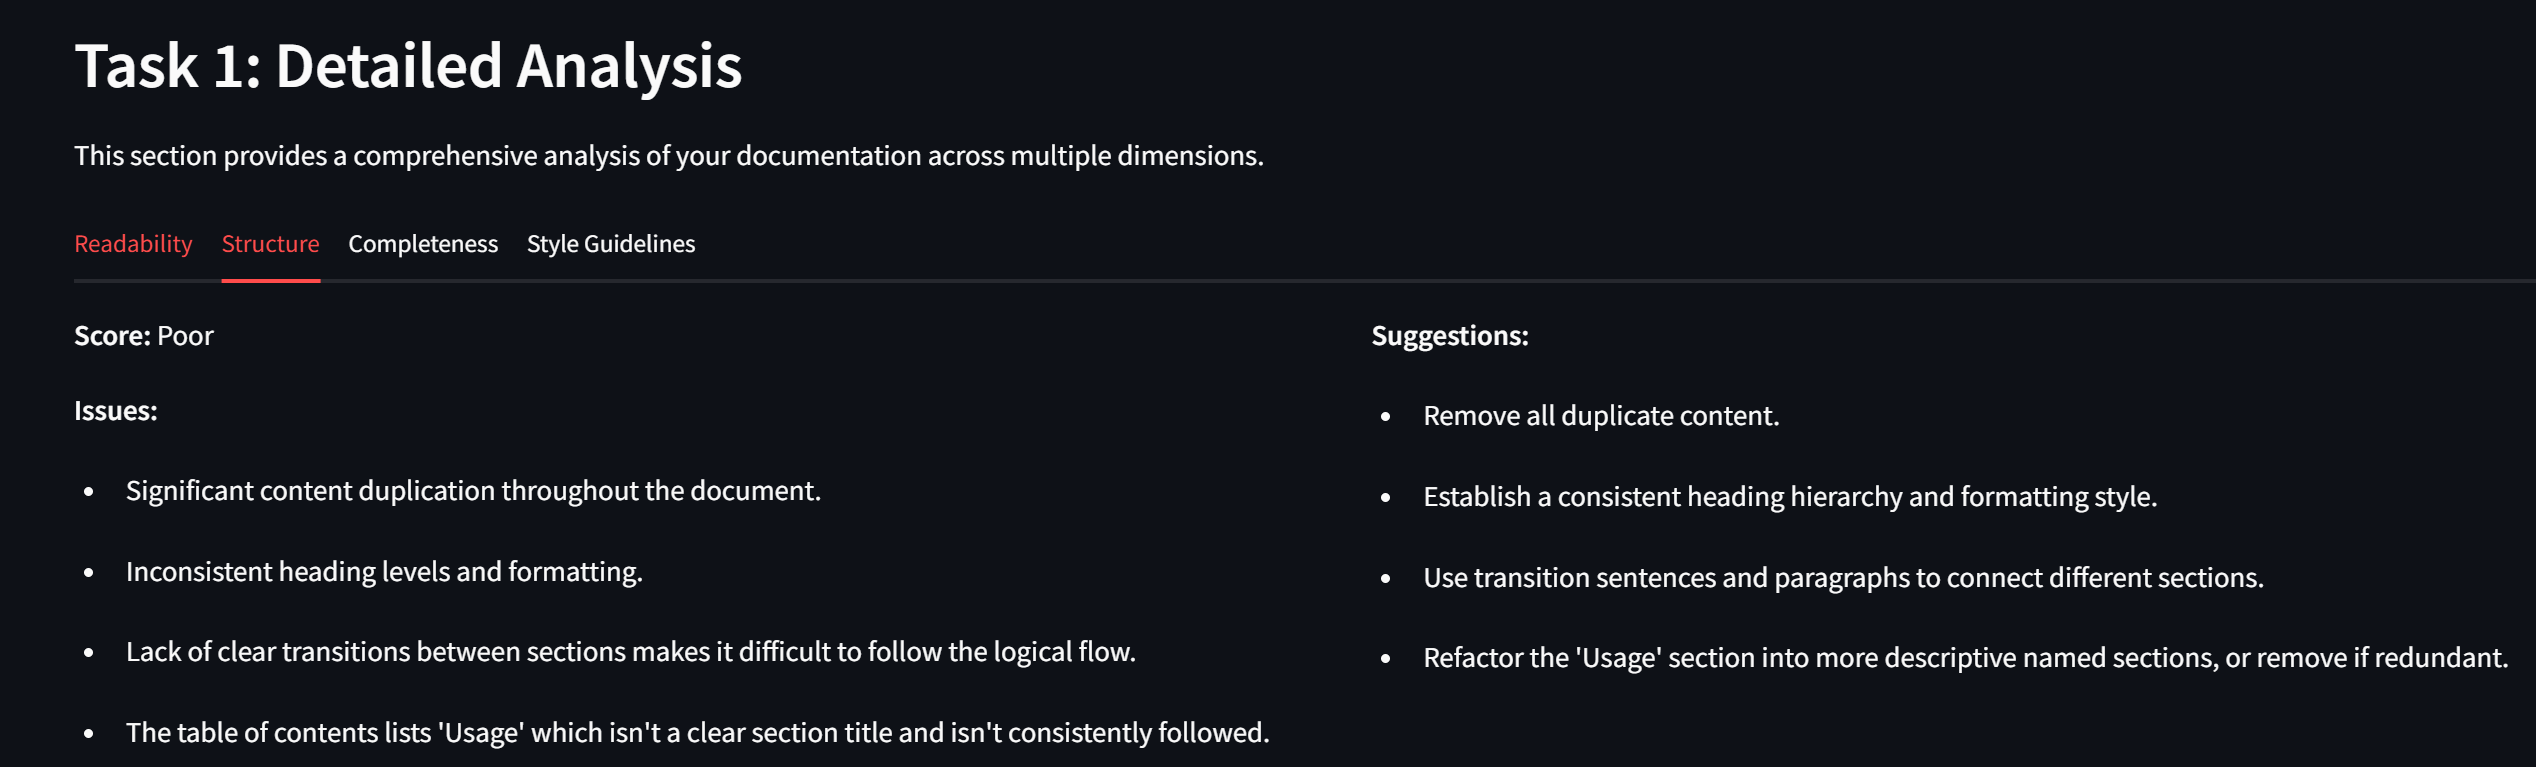 Task 1: Detailed Analysis
This section provides a comprehensive analysis of your documentation across multiple dimensions.
Readability Structure Completeness Style Guidelines
Score: Poor
Issues:
• Significant content duplication throughout the document.
• Inconsistent heading levels and formatting.
• Lack of clear transitions between sections makes it difficult to follow the logical flow.
• The table of contents lists 'Usage' which isn't a clear section title and isn't consistently followed.
Suggestions:
• Remove all duplicate content.
• Establish a consistent heading hierarchy and formatting style.
• Use transition sentences and paragraphs to connect different sections.
• Refactor the 'Usage' section into more descriptive named sections, or remove if redundant.